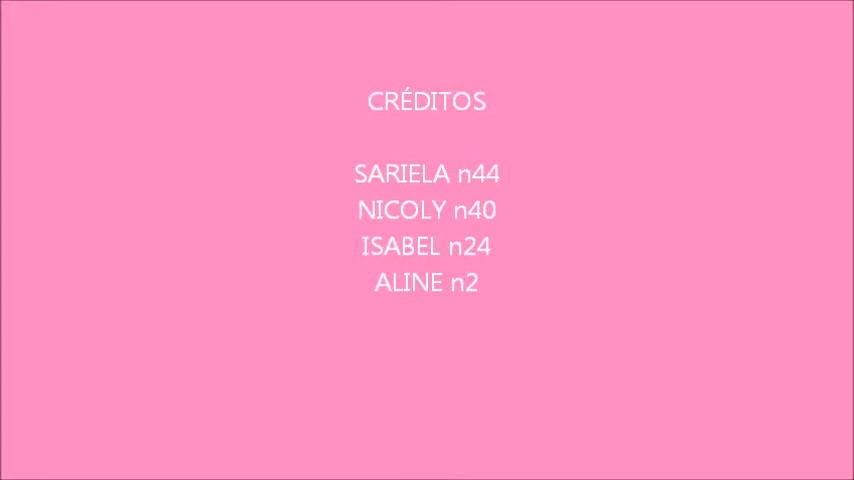 CRÉDITOS
SARIELA n44
NICOLY n40
ISABEL n24
ALINE n2